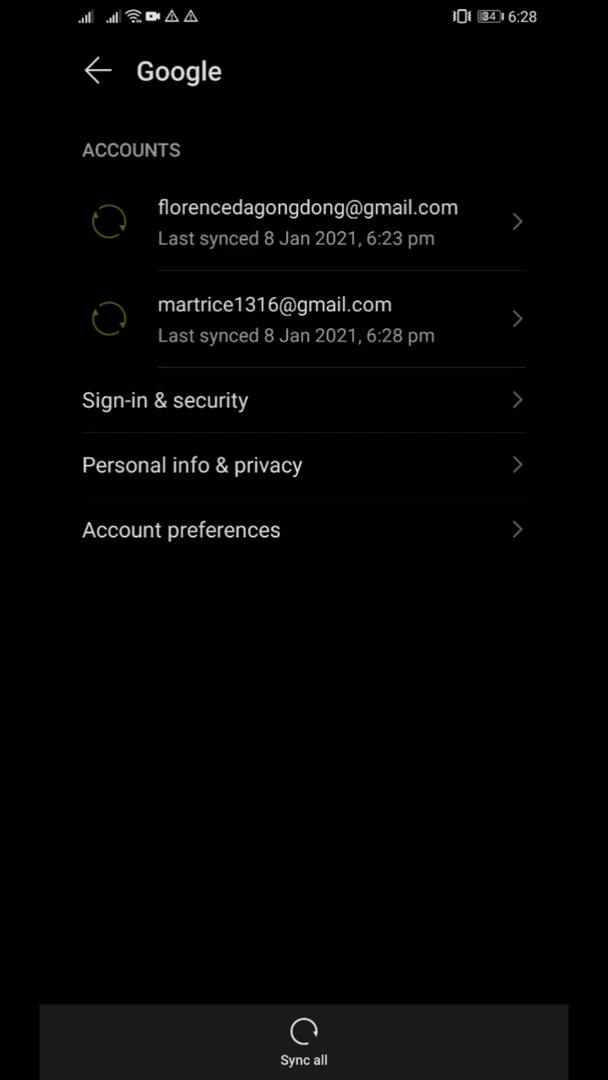 34 6:28
Google
ACCOUNTS
florencedagongdong@gmail.com
Last synced 8 Jan 2021, 6:23 pm
martrice1316@gmail.com
Last synced 8 Jan 2021, 6:28 pm
Sign-in & security
Personal info & privacy
Account preferences
Sync all